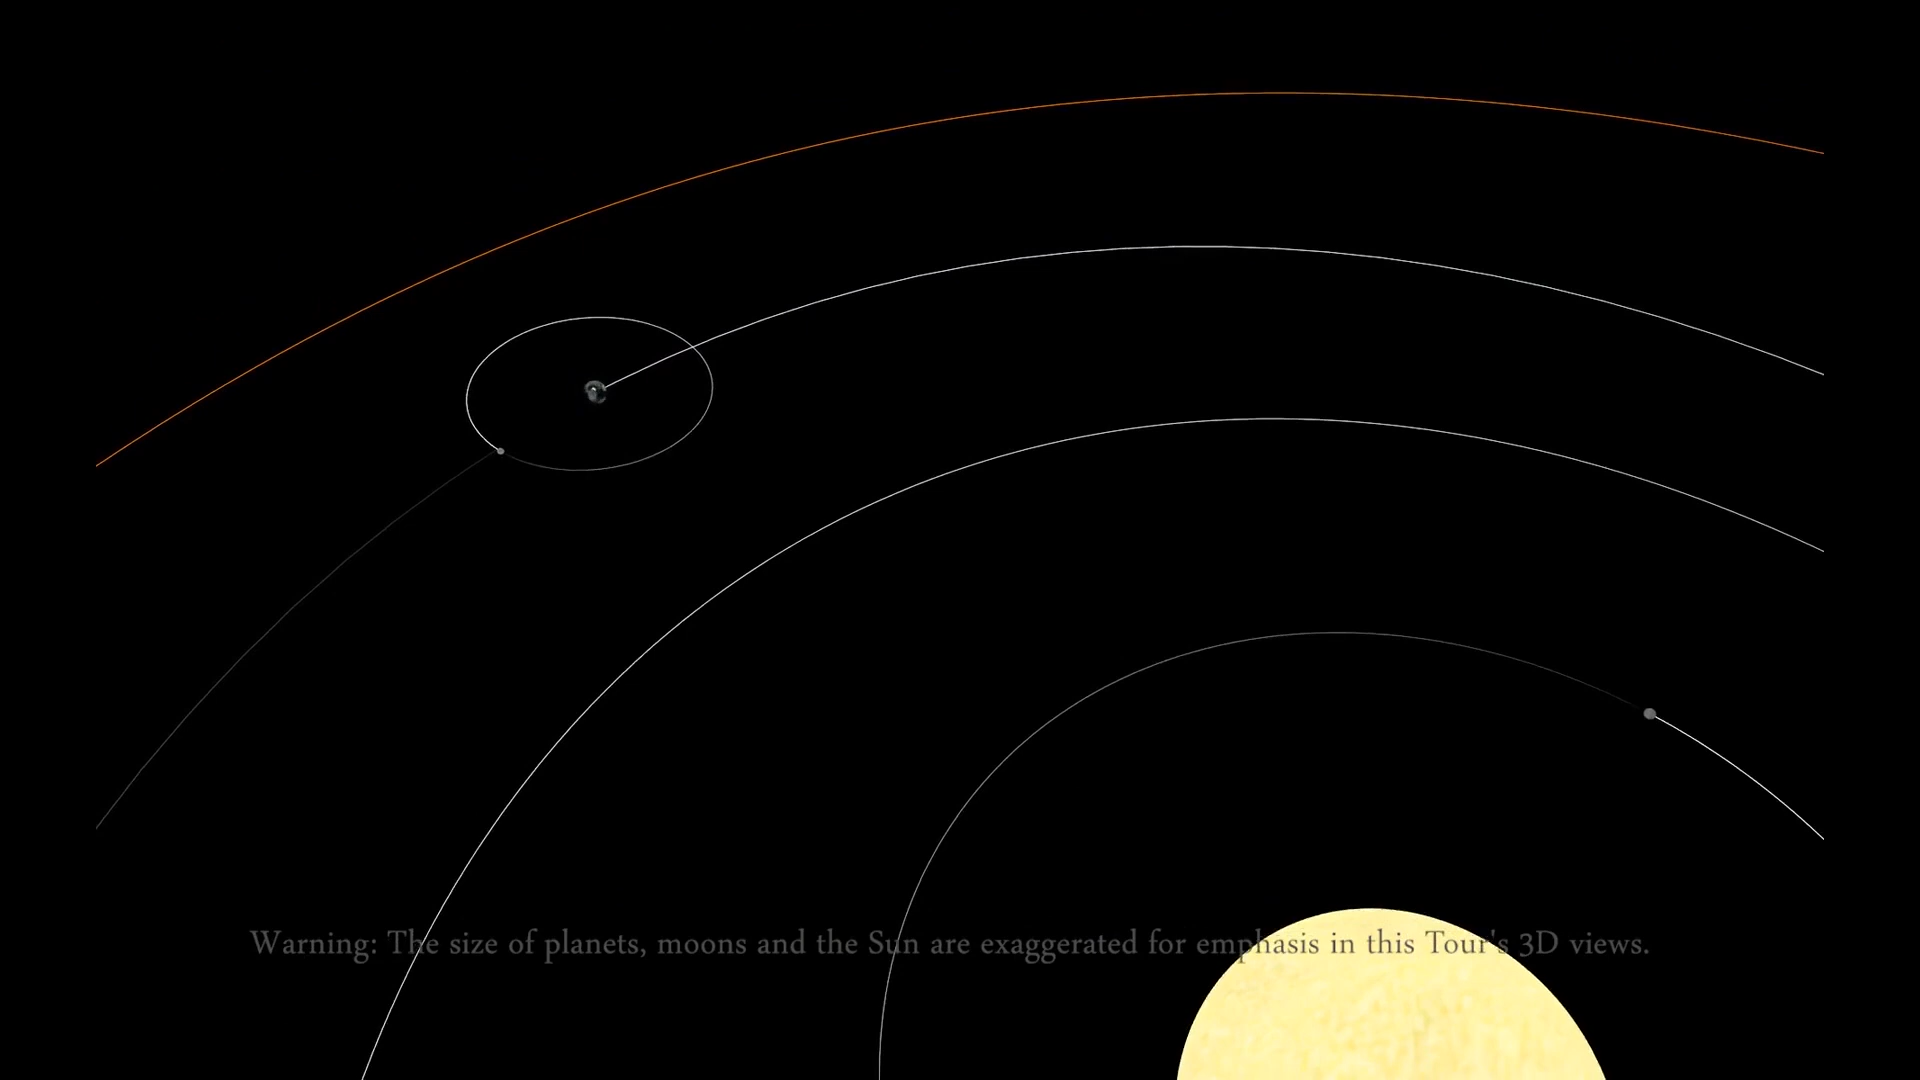 Warning: The size of planets, moons and the Sun are exaggerated for emphasis in this Tour's 3D views.